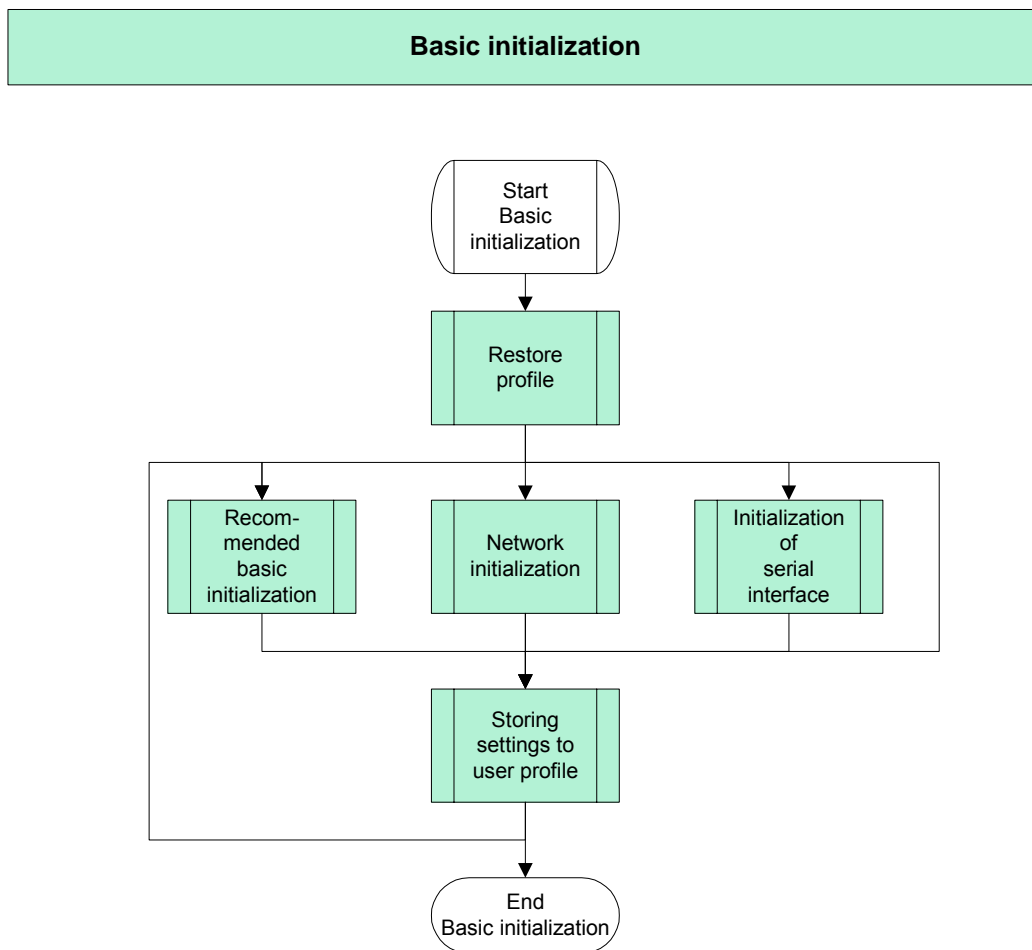 Basic initialization
Start
Basic
initialization
Restore
profile
Recom-
mended
basic
initialization
Network
initialization
Initialization
of
serial
interface
Storing
settings to
user profile
End
Basic initialization